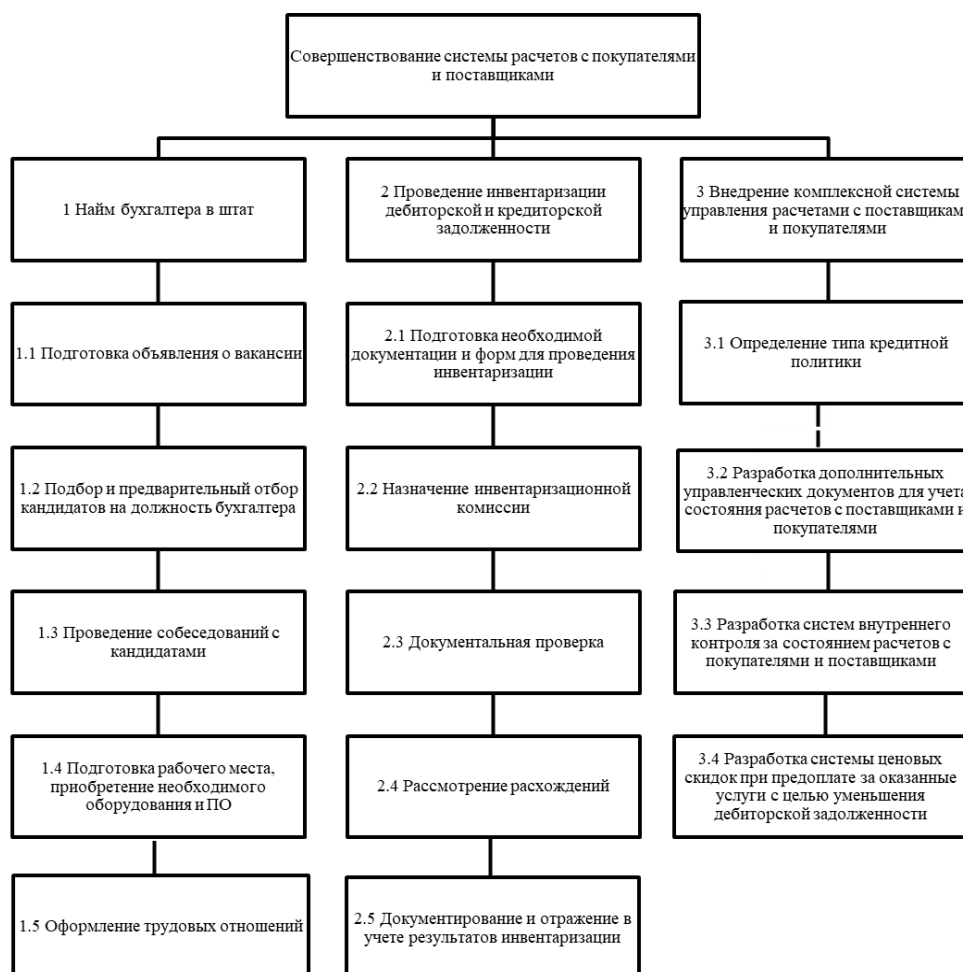 Совершенствование системы расчетов с покупателями
и поставщиками
1 Найм бухгалтера в штат
2 Проведение инвентаризации
дебиторской и кредиторской
задолженности
3 Внедрение комплексной системы
управления расчетами с поставщиками
и покупателями
1.1 Подготовка объявления о вакансии
2.1 Подготовка необходимой
документации и форм для проведения
инвентаризации
3.1 Определение типа кредитной
политики
1.2 Подбор и предварительный отбор
кандидатов на должность бухгалтера
2.2 Назначение инвентаризационной
комиссии
3.2 Разработка дополнительных
управленческих документов для учета
состояния расчетов с поставщиками и
покупателями
1.3 Проведение собеседований с
кандидатами
2.3 Документальная проверка
3.3 Разработка систем внутреннего
контроля за состоянием расчетов с
покупателями и поставщиками
1.4 Подготовка рабочего места,
приобретение необходимого
оборудования и ПО
2.4 Рассмотрение расхождений
3.4 Разработка системы ценовых
скидок при предоплате за оказанные
услуги с целью уменьшения
дебиторской задолженности
1.5 Оформление трудовых отношений
2.5 Документирование и отражение в
учете результатов инвентаризации